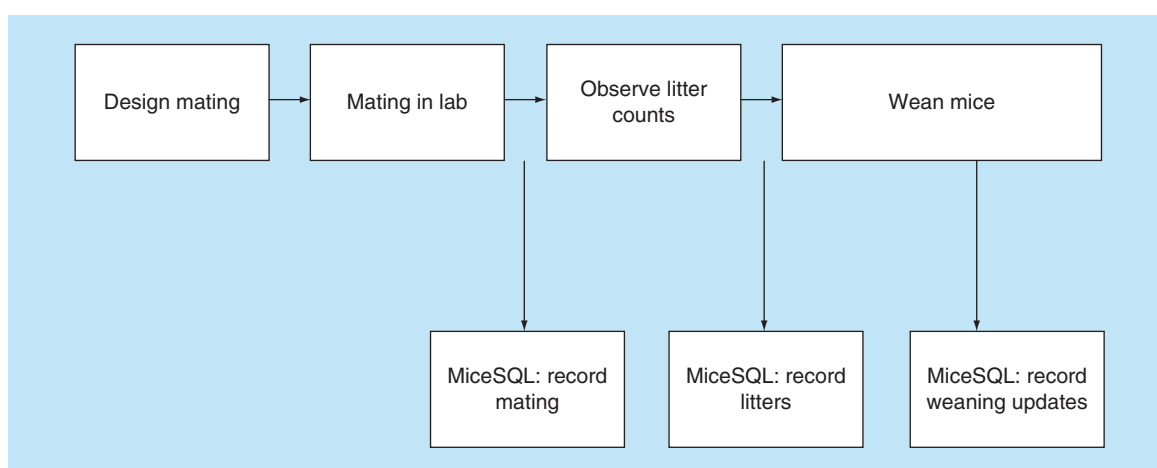 Design mating
Mating in lab
Observe litter
counts
Wean mice
MiceSQL: record
mating
MiceSQL: record
litters
MiceSQL: record
weaning updates